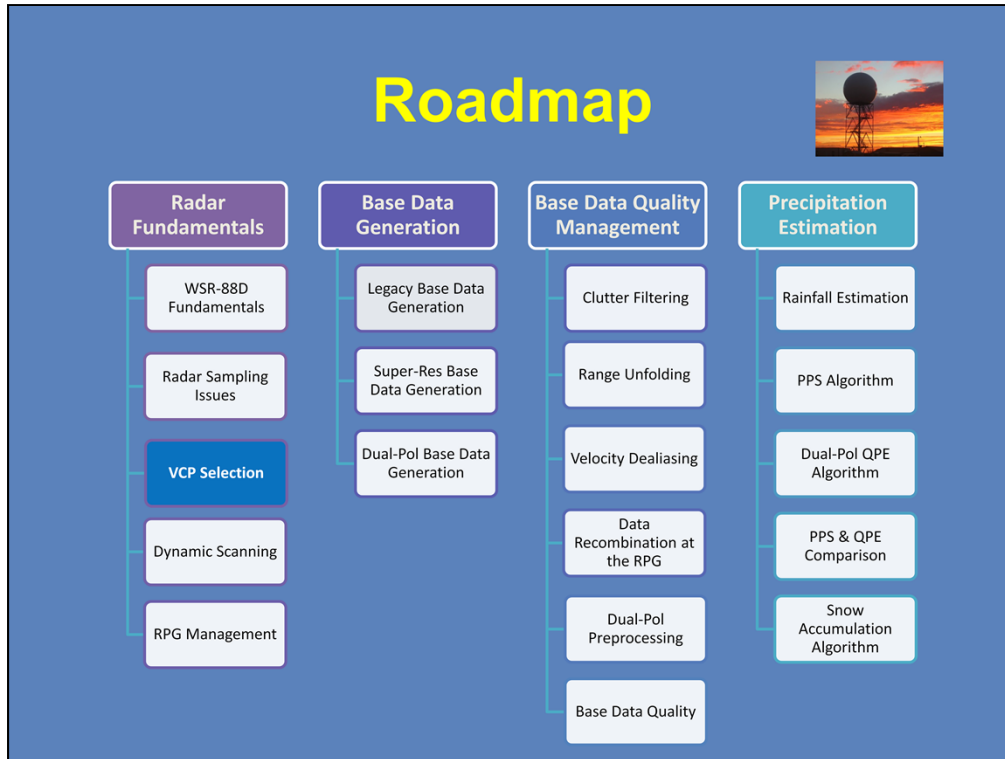 Roadmap
Radar
Fundamentals
WSR-88D
Fundamentals
Radar Sampling
Issues
VCP Selection
Dynamic Scanning
RPG Management
Base Data
Generation
Legacy Base Data
Generation
Super-Res Base
Data Generation
Dual-Pol Base Data
Generation
Base Data Quality
Management
Clutter Filtering
Range Unfolding
Velocity Dealiasing
Data
Recombination at
the RPG
Dual-Pol
Preprocessing
Base Data Quality
Precipitation
Estimation
Rainfall Estimation
PPS Algorithm
Dual-Pol QPE
Algorithm
PPS & QPE
Comparison
Snow
Accumulation
Algorithm